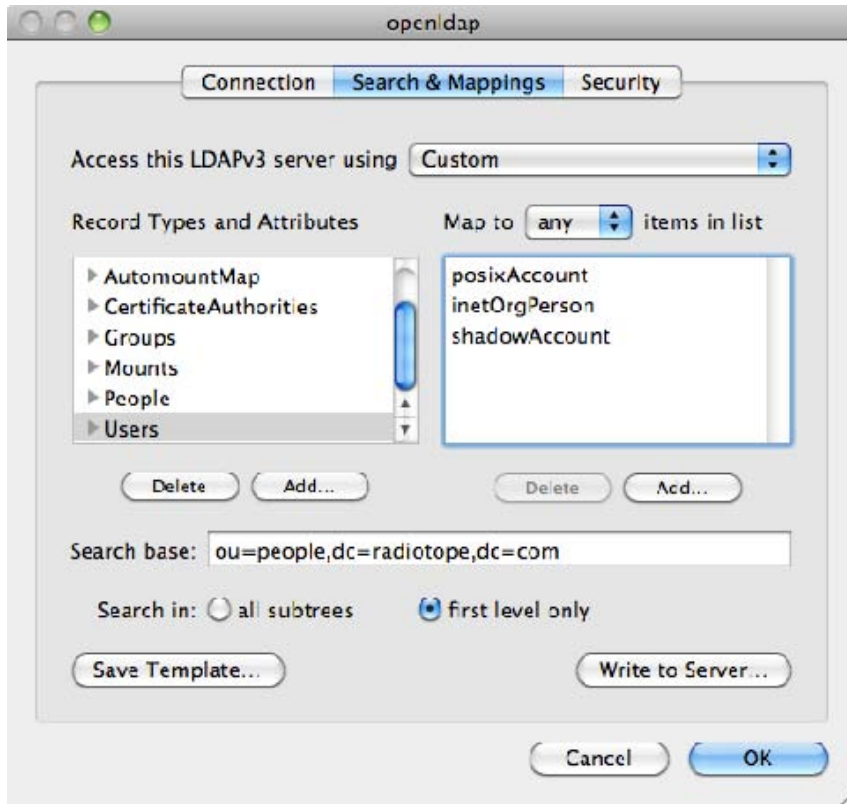 openldap
Connection Search & Mappings Security
Access this LDAPv3 server using Custom
Record Types and Attributes Map to any items in list
AutomountMap
CertificateAuthorities
Groups
Mounts
People
Users
posixAccount
inetOrgPerson
shadowAccount
Delete Add... Delete Add...
Search base: ou=people,dc=radiotope,dc=com
Search in: all subtrees first level only
Save Template... Write to Server...
Cancel OK